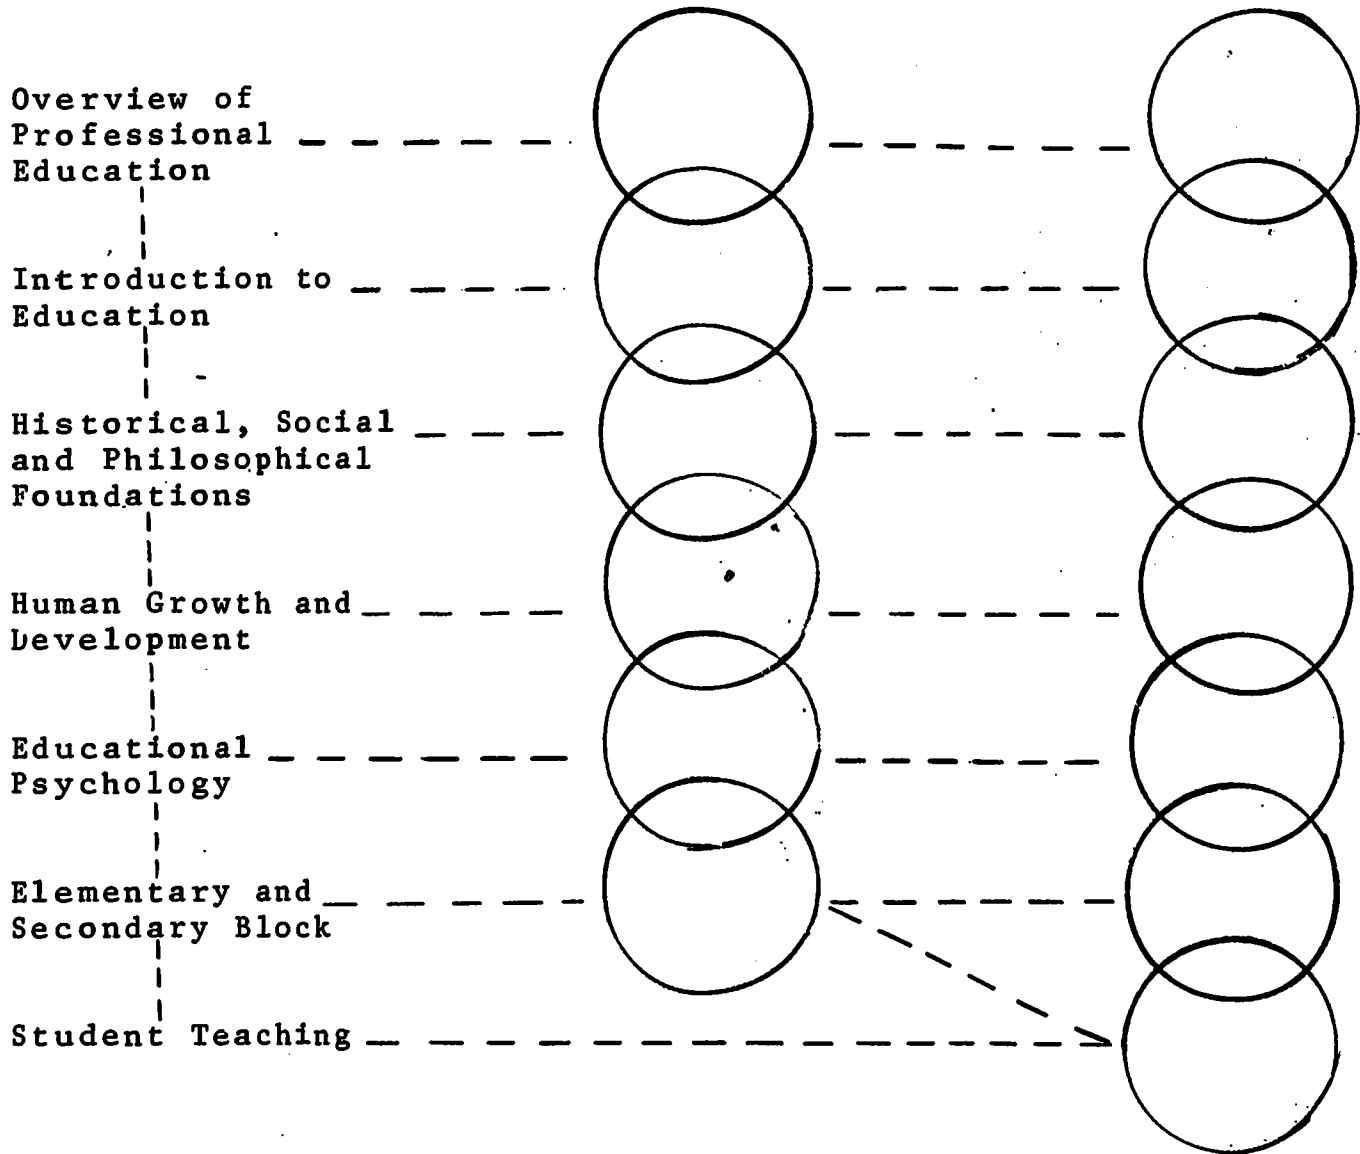 Overview of
Professional
Education
Introduction to
Education
Historical, Social
and Philosophical
Foundations
Human Growth and
Development
Educational
Psychology
Elementary and
Secondary Block
Student Teaching